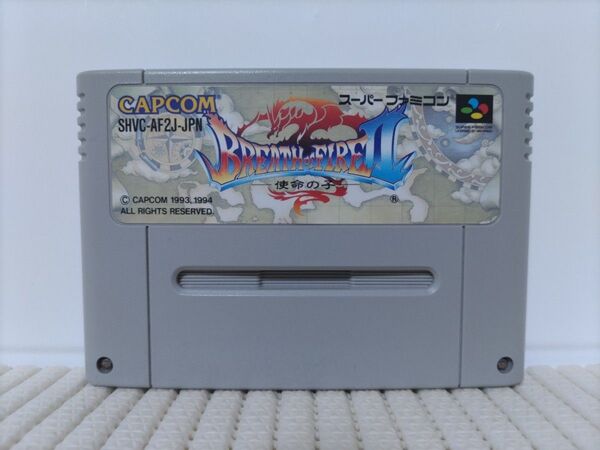 CAPCOM
SHVC-AF2J-JPN
スーパーファミコン
BREATH OF FIRE II
使命の子
®
© CAPCOM 1993,1994
ALL RIGHTS RESERVED.